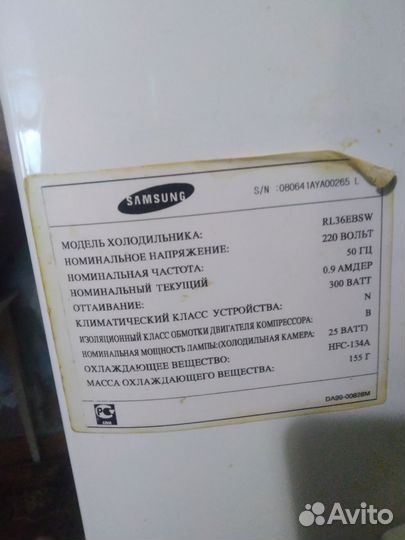 SAMSUNG
S/N :080641AYA00265 L
МОДЕЛЬ ХОЛОДИЛЬНИКА: RL36EBSW
НОМИНАЛЬНОЕ НАПРЯЖЕНИЕ: 220 ВОЛЬТ
НОМИНАЛЬНАЯ ЧАСТОТА: 50 ГЦ
НОМИНАЛЬНЫЙ ТЕКУЩИЙ 0.9 АМДЕР
ОТТАИВАНИЕ: 300 ВАТТ
КЛИМАТИЧЕСКИЙ КЛАСС УСТРОЙСТВА: N
ИЗОЛЯЦИОННЫЙ КЛАСС ОБМОТКИ ДВИГАТЕЛЯ КОМПРЕССОРА: B
НОМИНАЛЬНАЯ МОЩНОСТЬ ЛАМПЫ:(ХОЛОДИЛЬНАЯ КАМЕРА: 25 ВАТТ)
ОХЛАЖДАЮЩЕЕ ВЕЩЕСТВО: HFC-134A
МАССА ОХЛАЖДАЮЩЕГО ВЕЩЕСТВА: 155 Г
DA99-00828M
Avito